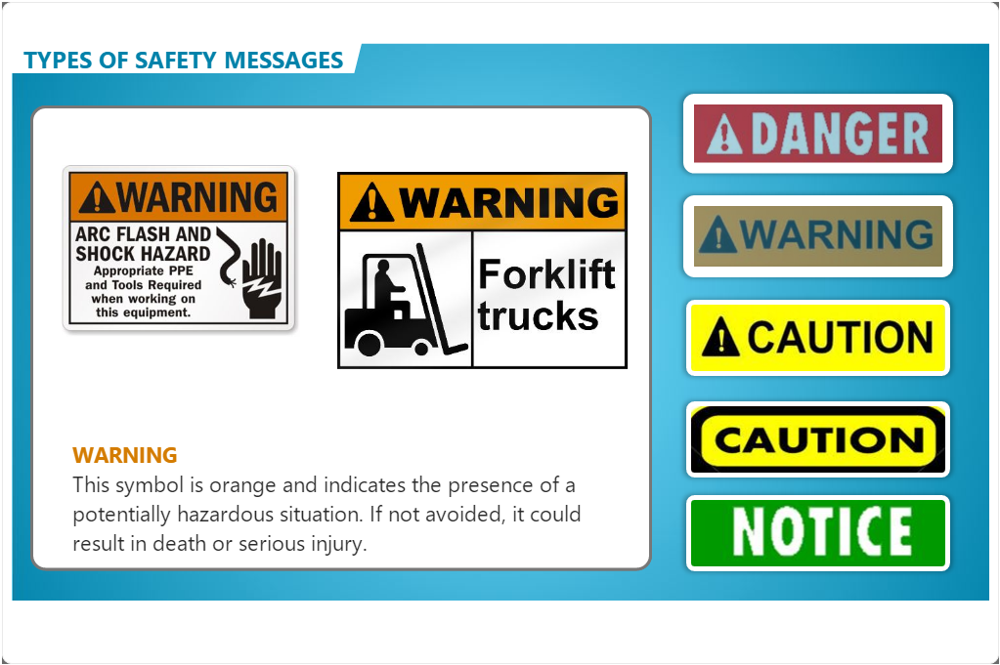 TYPES OF SAFETY MESSAGES
WARNING
ARC FLASH AND
SHOCK HAZARD
Appropriate PPE
and Tools Required
when working on
this equipment.
WARNING
Forklift
trucks
WARNING
This symbol is orange and indicates the presence of a
potentially hazardous situation. If not avoided, it could
result in death or serious injury.
DANGER
WARNING
CAUTION
CAUTION
NOTICE